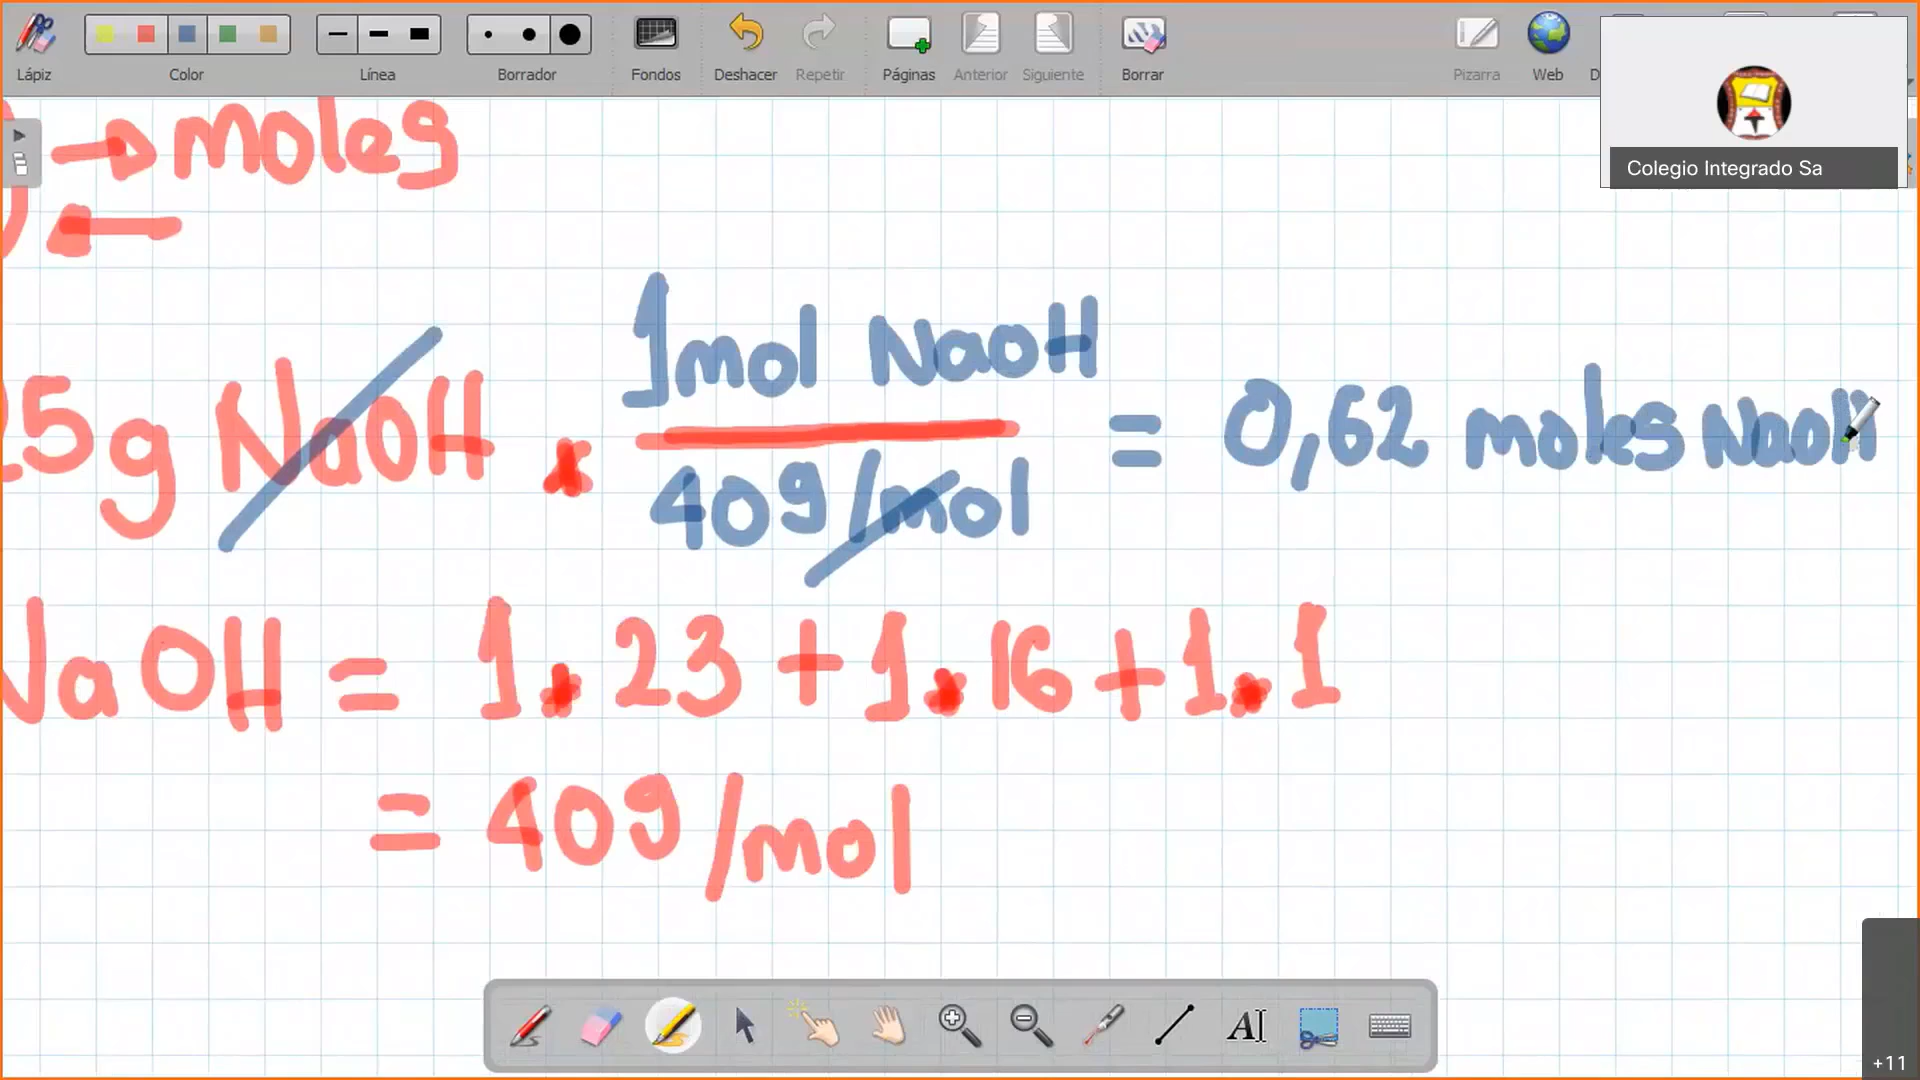 Lápiz Color Línea Borrador Fondos Deshacer Repetir Páginas Anterior Siguiente Borrar Pizarra Web
Colegio Integrado Sa
→ moles
←
25g NaOH . 1mol NaOH = 0,62 moles NaOH
40g/mol
NaOH = 1 . 23 + 1 . 16 + 1 . 1
= 40g/mol
+11